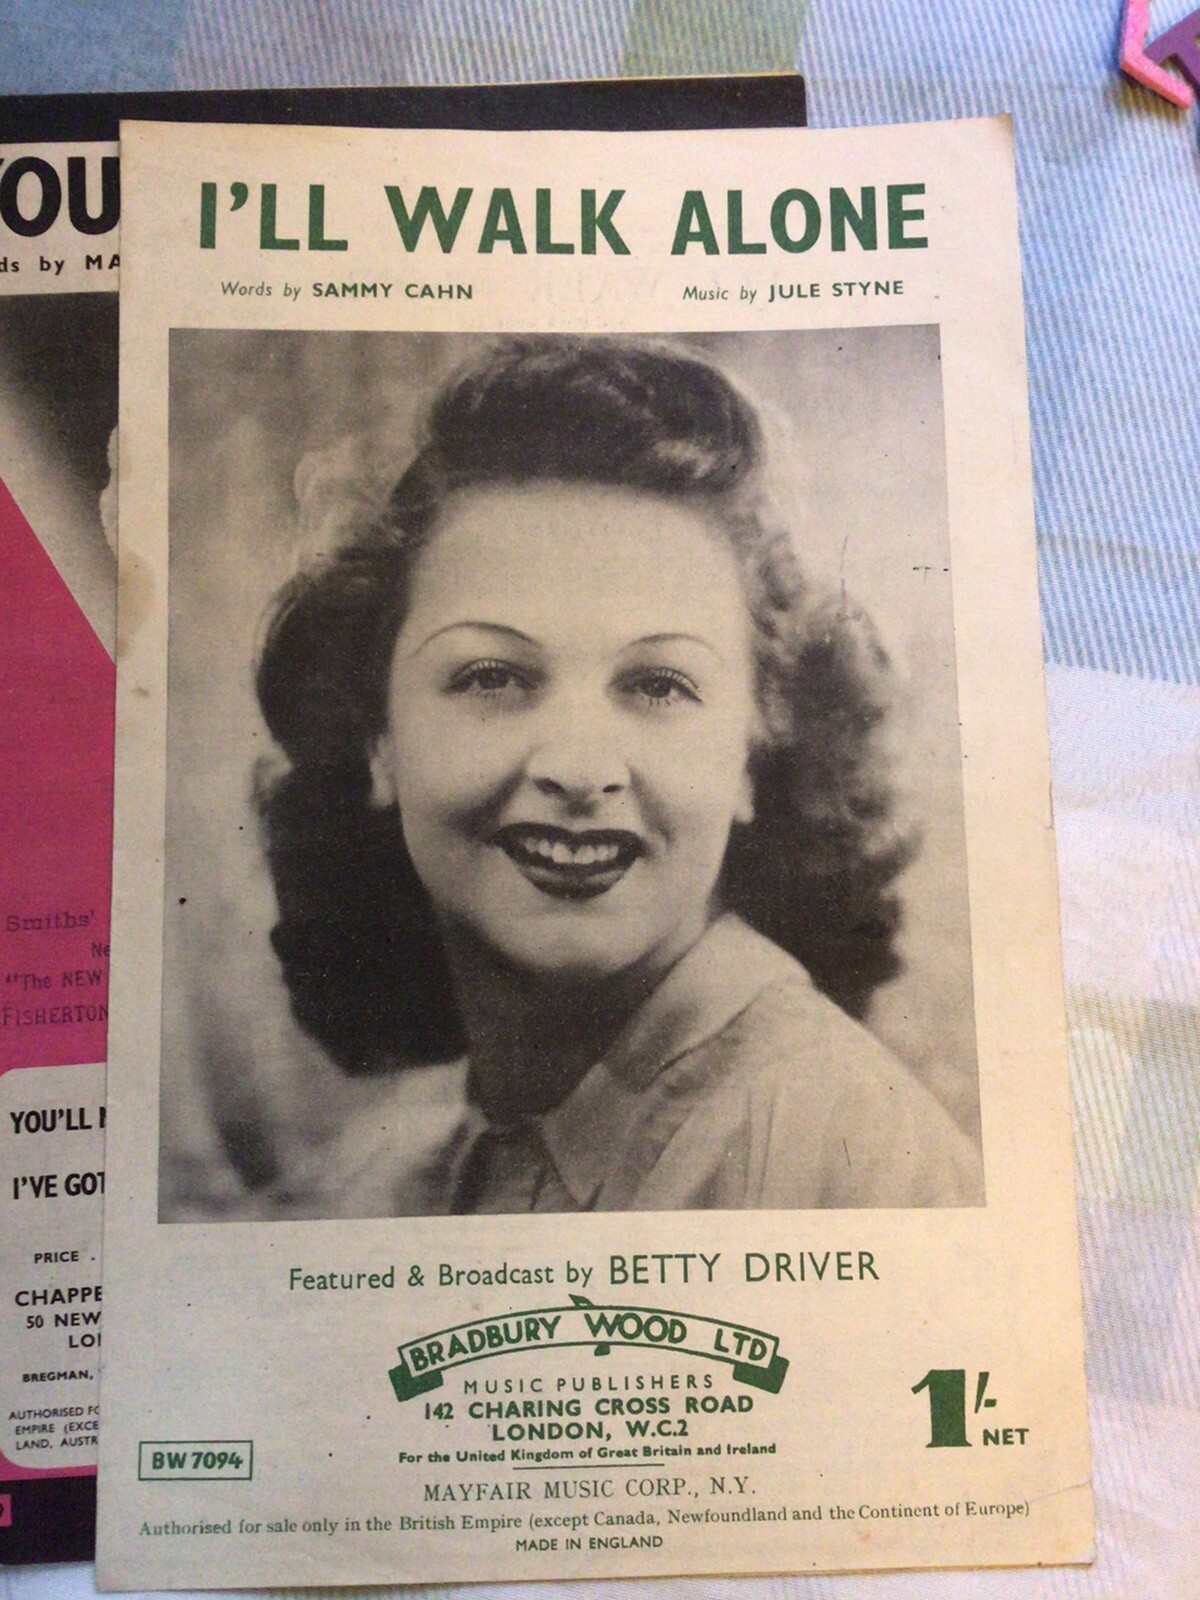 I'LL WALK ALONE
Words by SAMMY CAHN
Music by JULE STYNE
Featured & Broadcast by BETTY DRIVER
BRADBURY WOOD LTD
MUSIC PUBLISHERS
142 CHARING CROSS ROAD
LONDON, W.C.2
For the United Kingdom of Great Britain and Ireland
1/- NET
BW 7094
MAYFAIR MUSIC CORP., N.Y.
Authorised for sale only in the British Empire (except Canada, Newfoundland and the Continent of Europe)
MADE IN ENGLAND
YOU
by MA
Smiths'
"The NEW
FISHERTON
YOU'LL
I'VE GOT
PRICE .
CHAPPE
50 NEW
LO
BREGMAN,
AUTHORISED FO
EMPIRE (EXCE
LAND, AUSTR